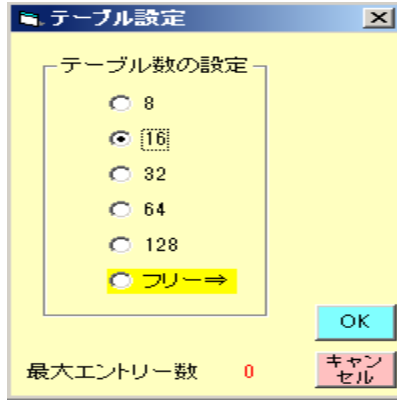 テーブル設定
テーブル数の設定
8
16
32
64
128
フリー⇒
OK
最大エントリー数 0
キャン
セル